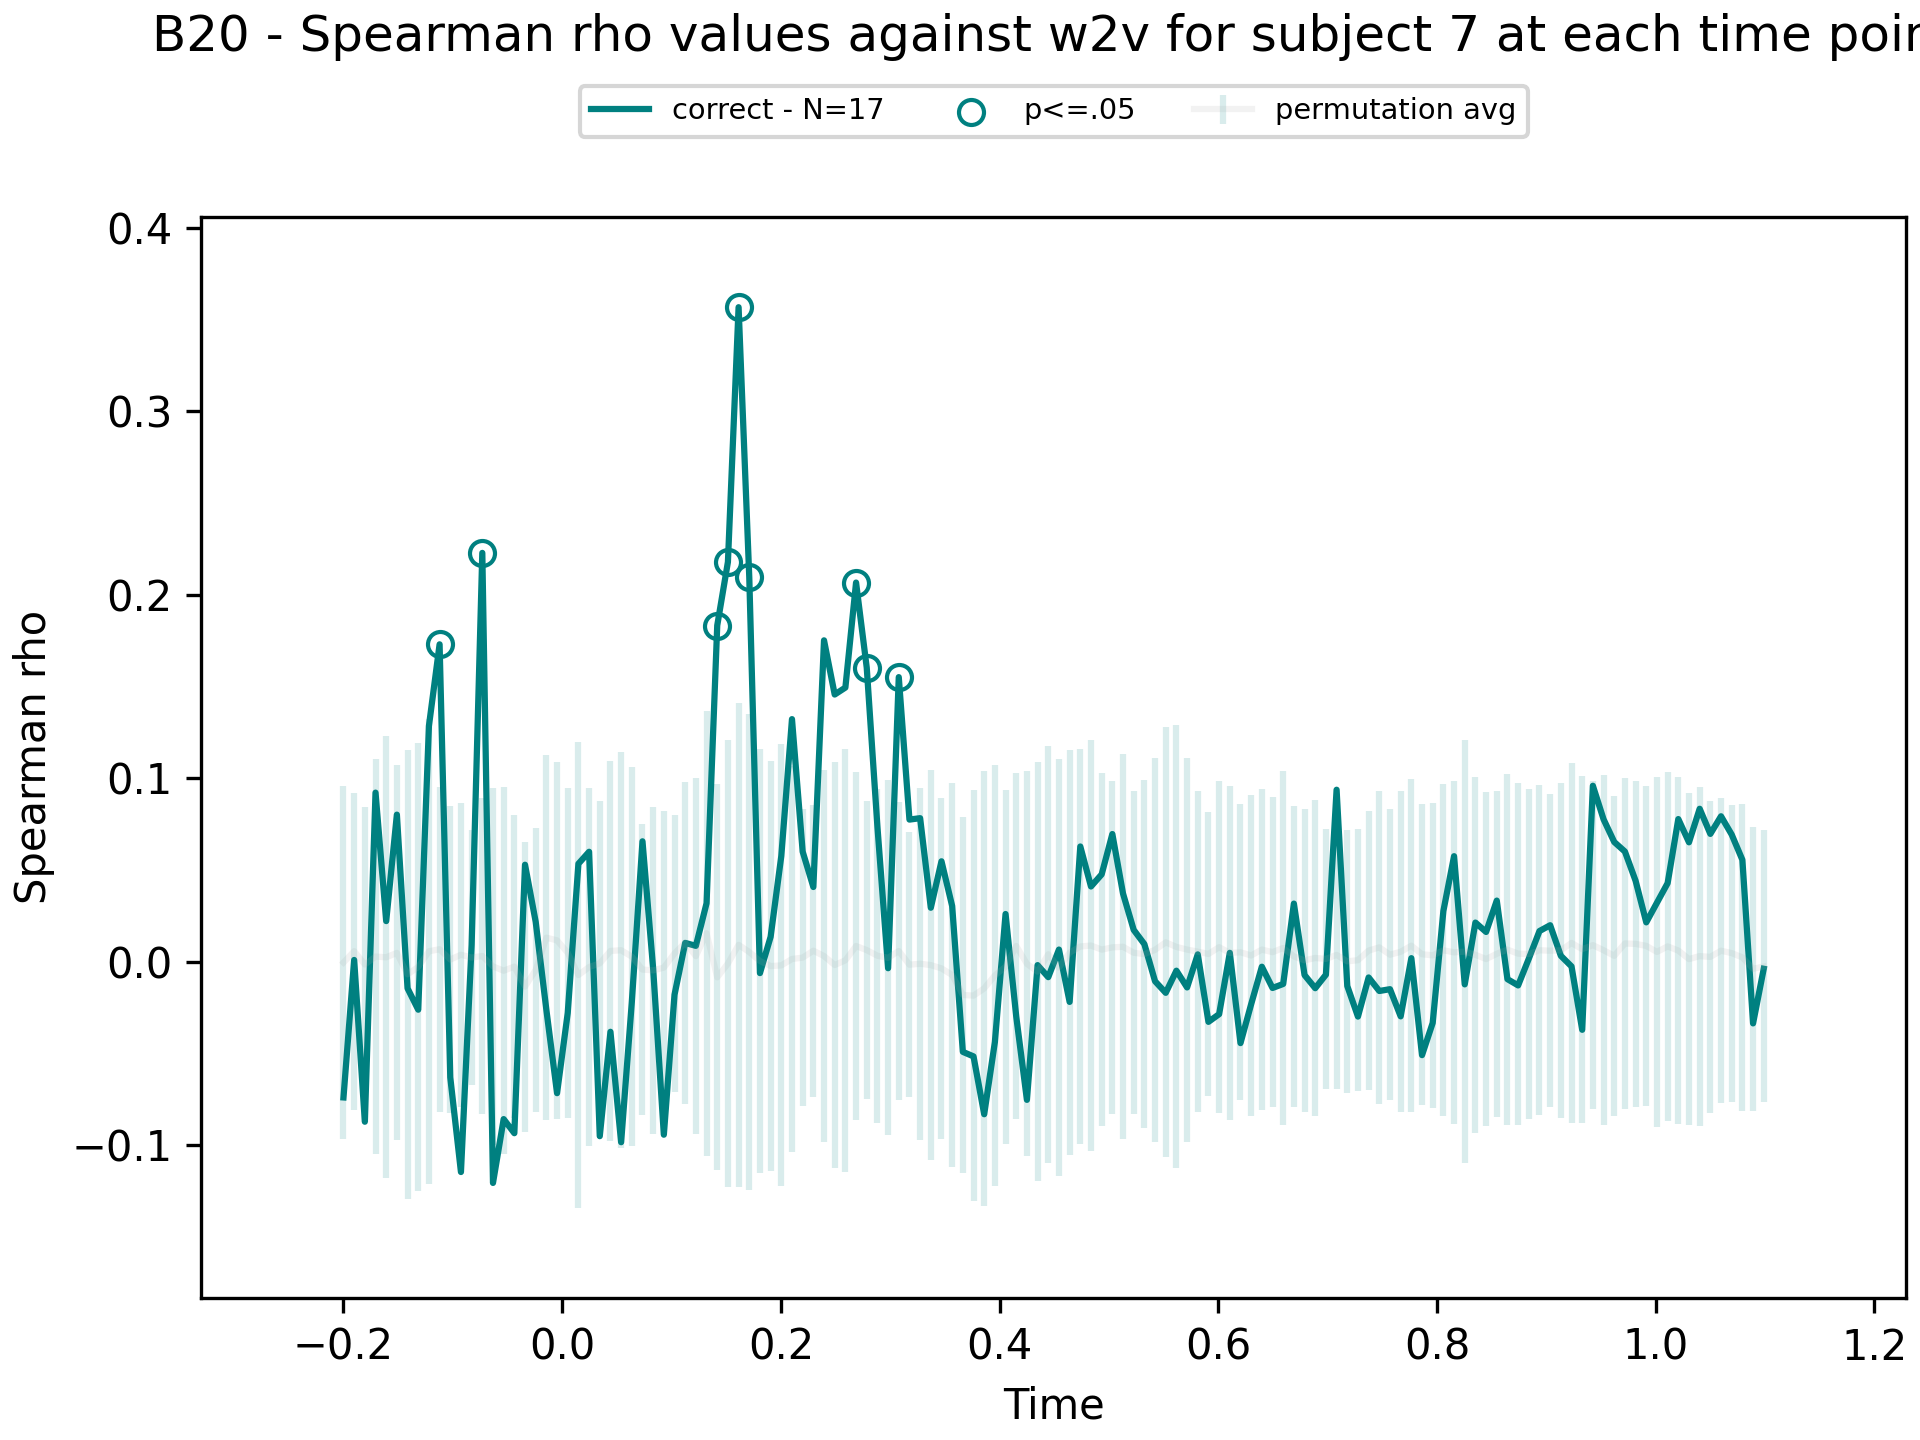 B20 - Spearman rho values against w2v for subject 7 at each time poin
correct - N=17 p<=.05 permutation avg
0.4
0.3
0.2
0.1
0.0
−0.1
Spearman rho
−0.2 0.0 0.2 0.4 0.6 0.8 1.0 1.2
Time